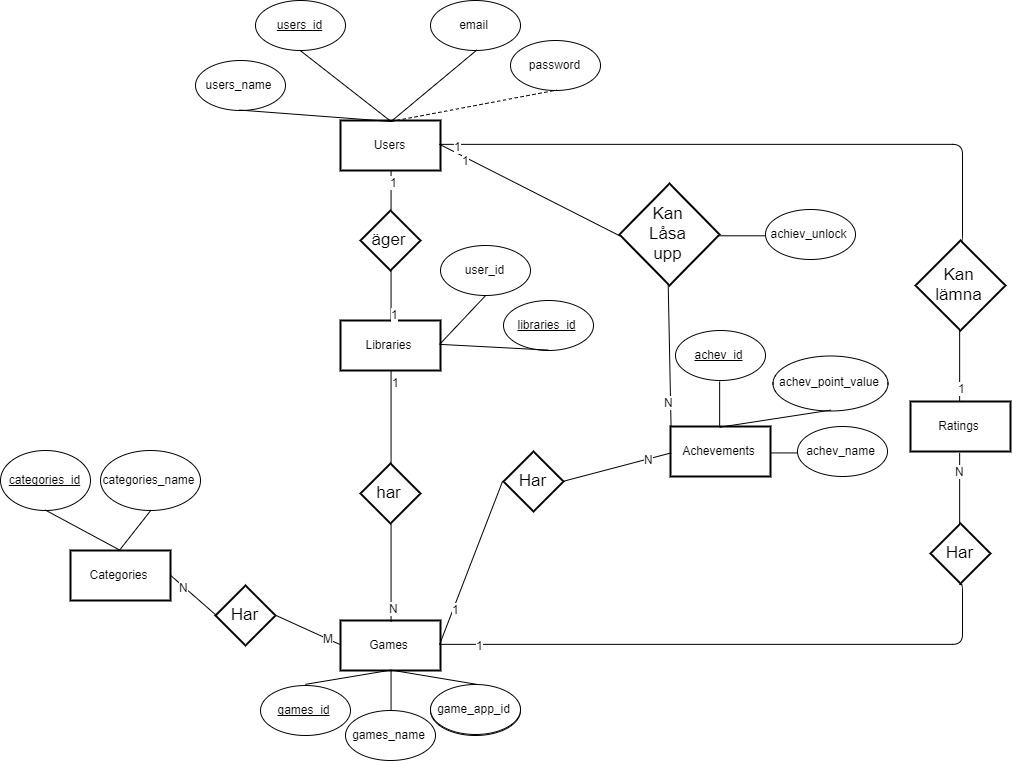 users_id
email
password
users_name
Users
1
1
1
Kan
Låsa
upp
achiev_unlock
äger
user_id
Kan
lämna
1
libraries_id
Libraries
achev_id
1
achev_point_value
1
N
Ratings
Achevements
achev_name
N
N
categories_id
categories_name
har
Har
Har
Categories
N
N
1
Har
M
Games
1
games_id
game_app_id
games_name